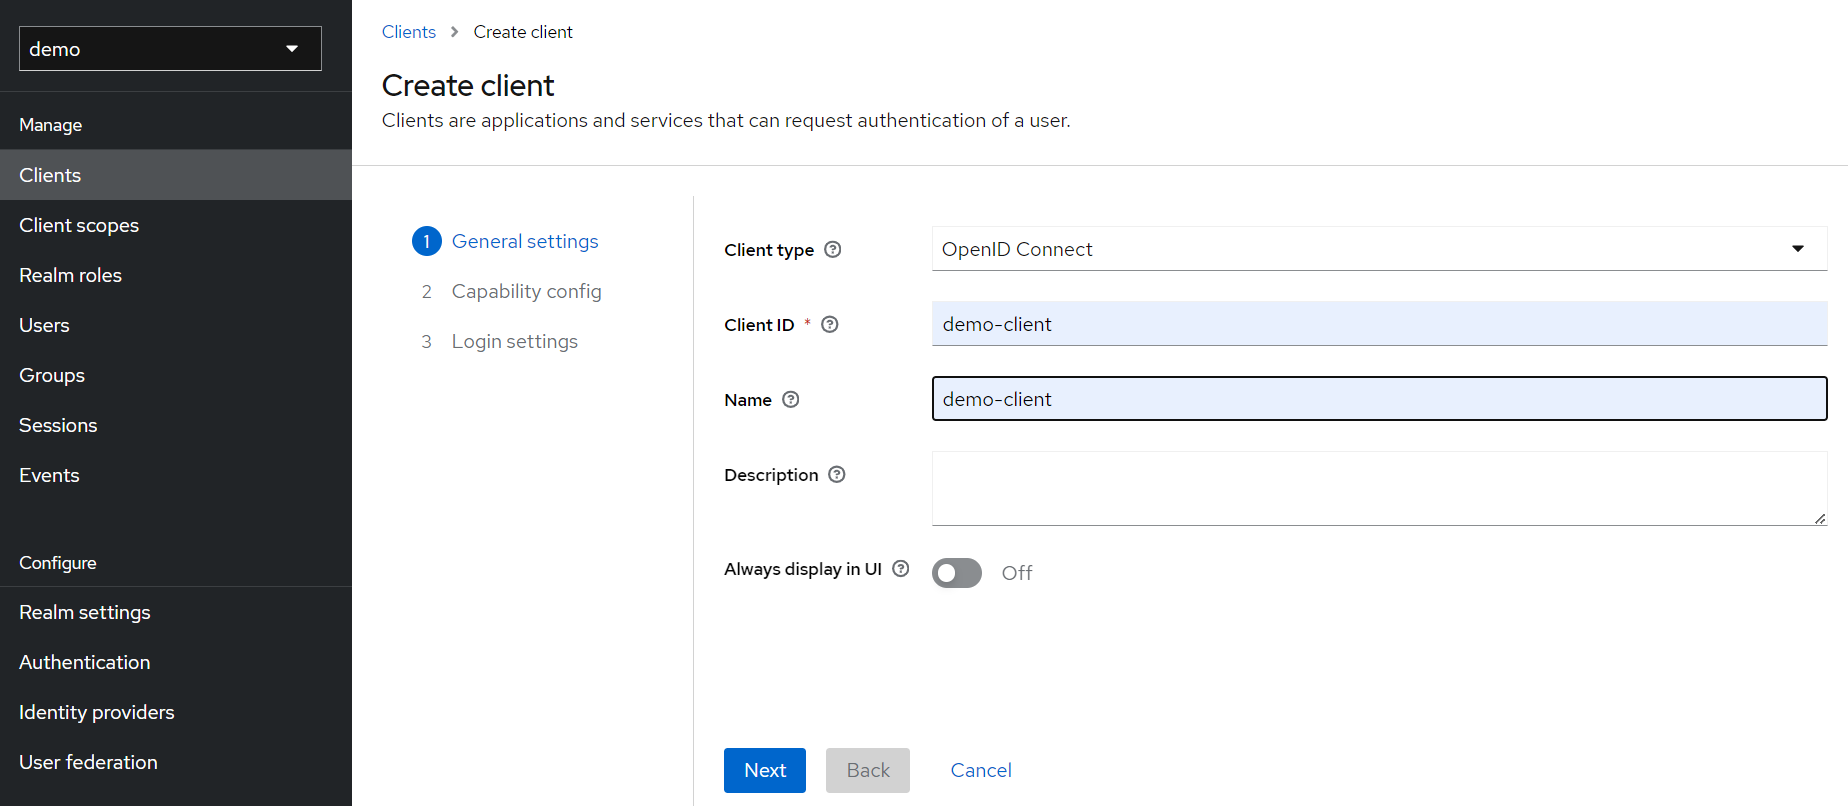 demo
Manage
Clients
Client scopes
Realm roles
Users
Groups
Sessions
Events
Configure
Realm settings
Authentication
Identity providers
User federation
Clients > Create client
Create client
Clients are applications and services that can request authentication of a user.
1 General settings
2 Capability config
3 Login settings
Client type ? OpenID Connect
Client ID * ? demo-client
Name ? demo-client
Description ?
Always display in UI ? Off
Next Back Cancel